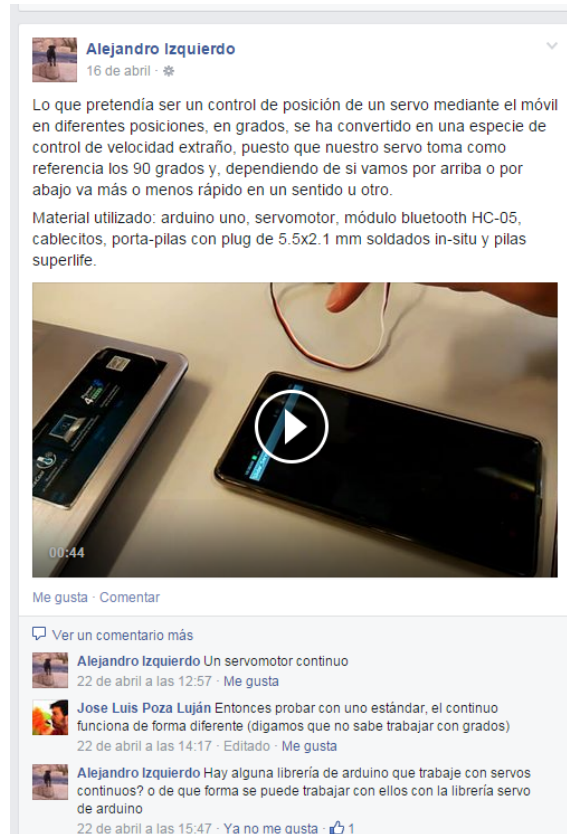 Alejandro Izquierdo
16 de abril ·
Lo que pretendía ser un control de posición de un servo mediante el móvil
en diferentes posiciones, en grados, se ha convertido en una especie de
control de velocidad extraño, puesto que nuestro servo toma como
referencia los 90 grados y, dependiendo de si vamos por arriba o por
abajo va más o menos rápido en un sentido u otro.
Material utilizado: arduino uno, servomotor, módulo bluetooth HC-05,
cablecitos, porta-pilas con plug de 5.5x2.1 mm soldados in-situ y pilas
superlife.
00:44
Me gusta · Comentar
Ver un comentario más
Alejandro Izquierdo Un servomotor continuo
22 de abril a las 12:57 · Me gusta
Jose Luis Poza Luján Entonces probar con uno estándar, el continuo
funciona de forma diferente (digamos que no sabe trabajar con grados)
22 de abril a las 14:17 · Editado · Me gusta
Alejandro Izquierdo Hay alguna librería de arduino que trabaje con servos
continuos? o de que forma se puede trabajar con ellos con la librería servo
de arduino
22 de abril a las 15:47 · Ya no me gusta · 1